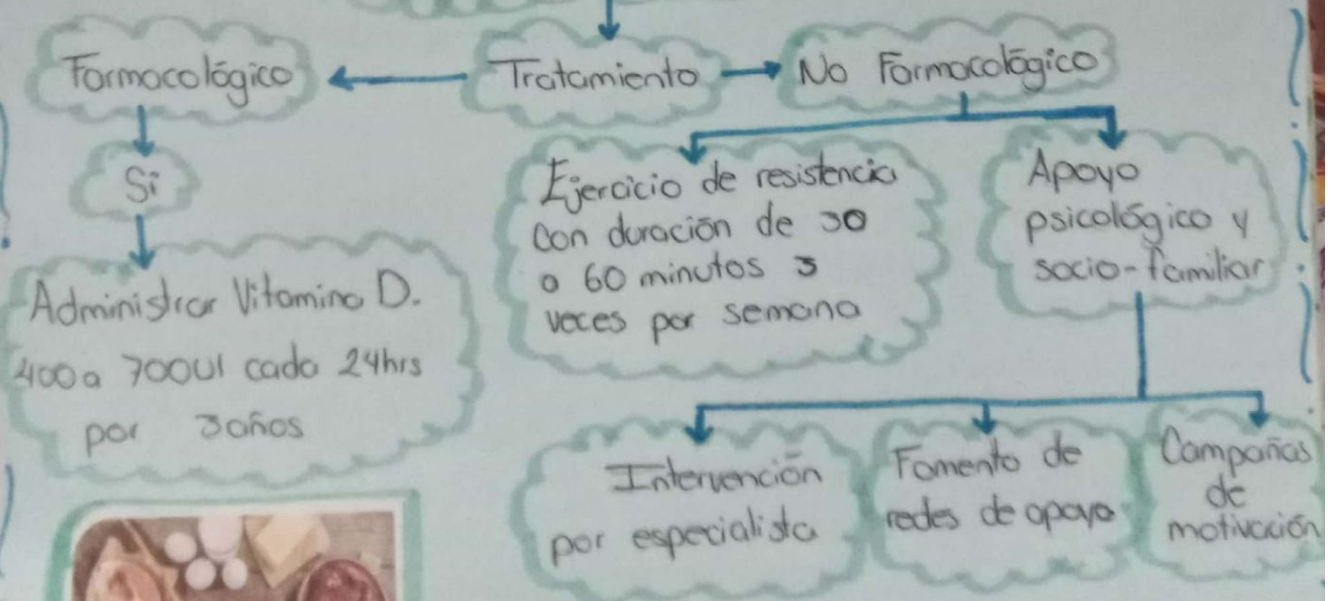 Farmacológico
Tratamiento
No Farmacológico
Si
Administrar Vitamina D.
400a 700UI cada 24hrs
por 3años
Ejercicio de resistencia
con duración de 30
a 60 minutos 3
veces por semana
Apoyo
psicológico y
socio-familiar
Intervención
por especialista
Fomento de
redes de apoyo
Campañas
de
motivación